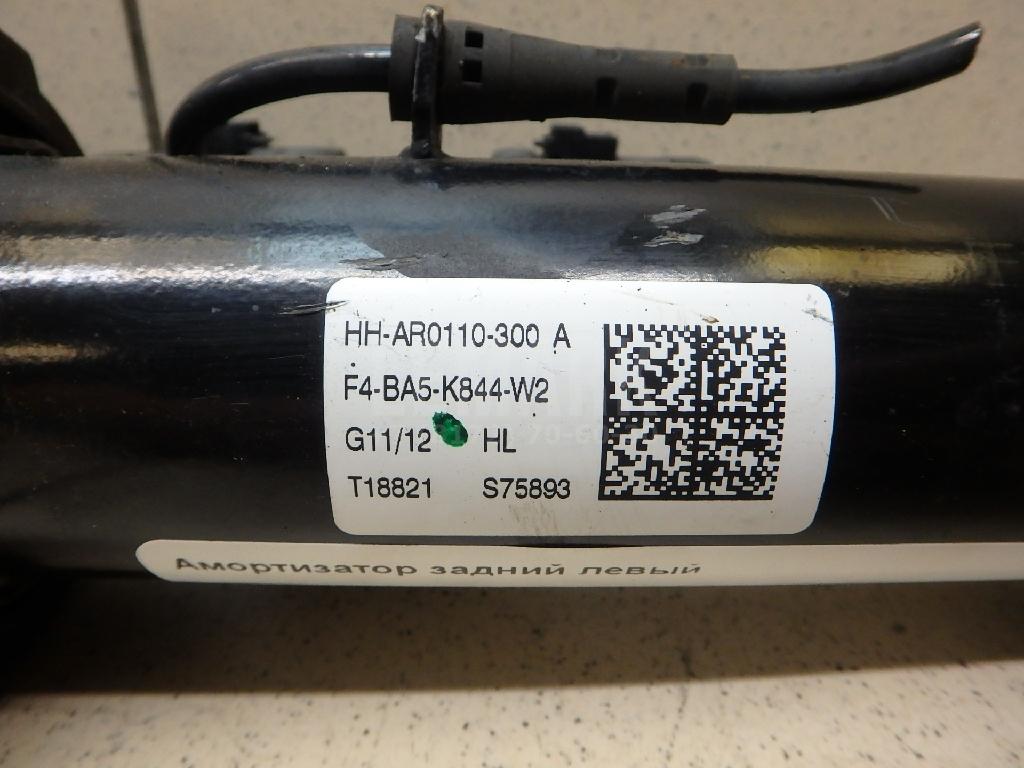 HH-AR0110-300 A
F4-BA5-K844-W2
G11/12 HL
T18821 S75893
Амортизатор задний левый